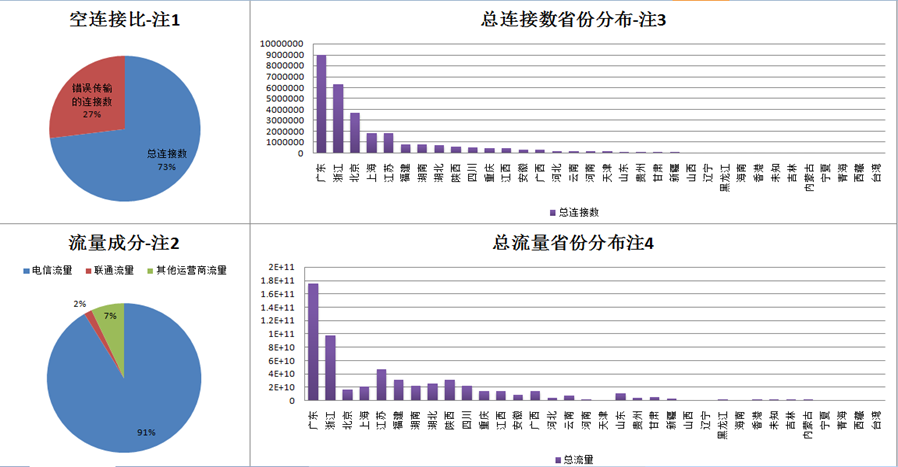 空连接比-注1
错误传输
的连接数
27%
总连接数
73%
总连接数省份分布-注3
10000000
9000000
8000000
7000000
6000000
5000000
4000000
3000000
2000000
1000000
0
广东 浙江 北京 上海 江苏 福建 湖南 湖北 陕西 四川 重庆 江西 安徽 广西 河北 云南 河南 天津 山东 贵州 甘肃 新疆 山西 辽宁 黑龙江 海南 香港 未知 吉林 内蒙古 宁夏 青海 西藏 台湾
总连接数
流量成分-注2
电信流量 联通流量 其他运营商流量
2%
7%
91%
总流量省份分布注4
2E+11
1.8E+11
1.6E+11
1.4E+11
1.2E+11
1E+11
8E+10
6E+10
4E+10
2E+10
0
广东 浙江 北京 上海 江苏 福建 湖南 湖北 陕西 四川 重庆 江西 安徽 广西 河北 云南 河南 天津 山东 贵州 甘肃 新疆 山西 辽宁 黑龙江 海南 香港 未知 吉林 内蒙古 宁夏 青海 西藏 台湾
总流量